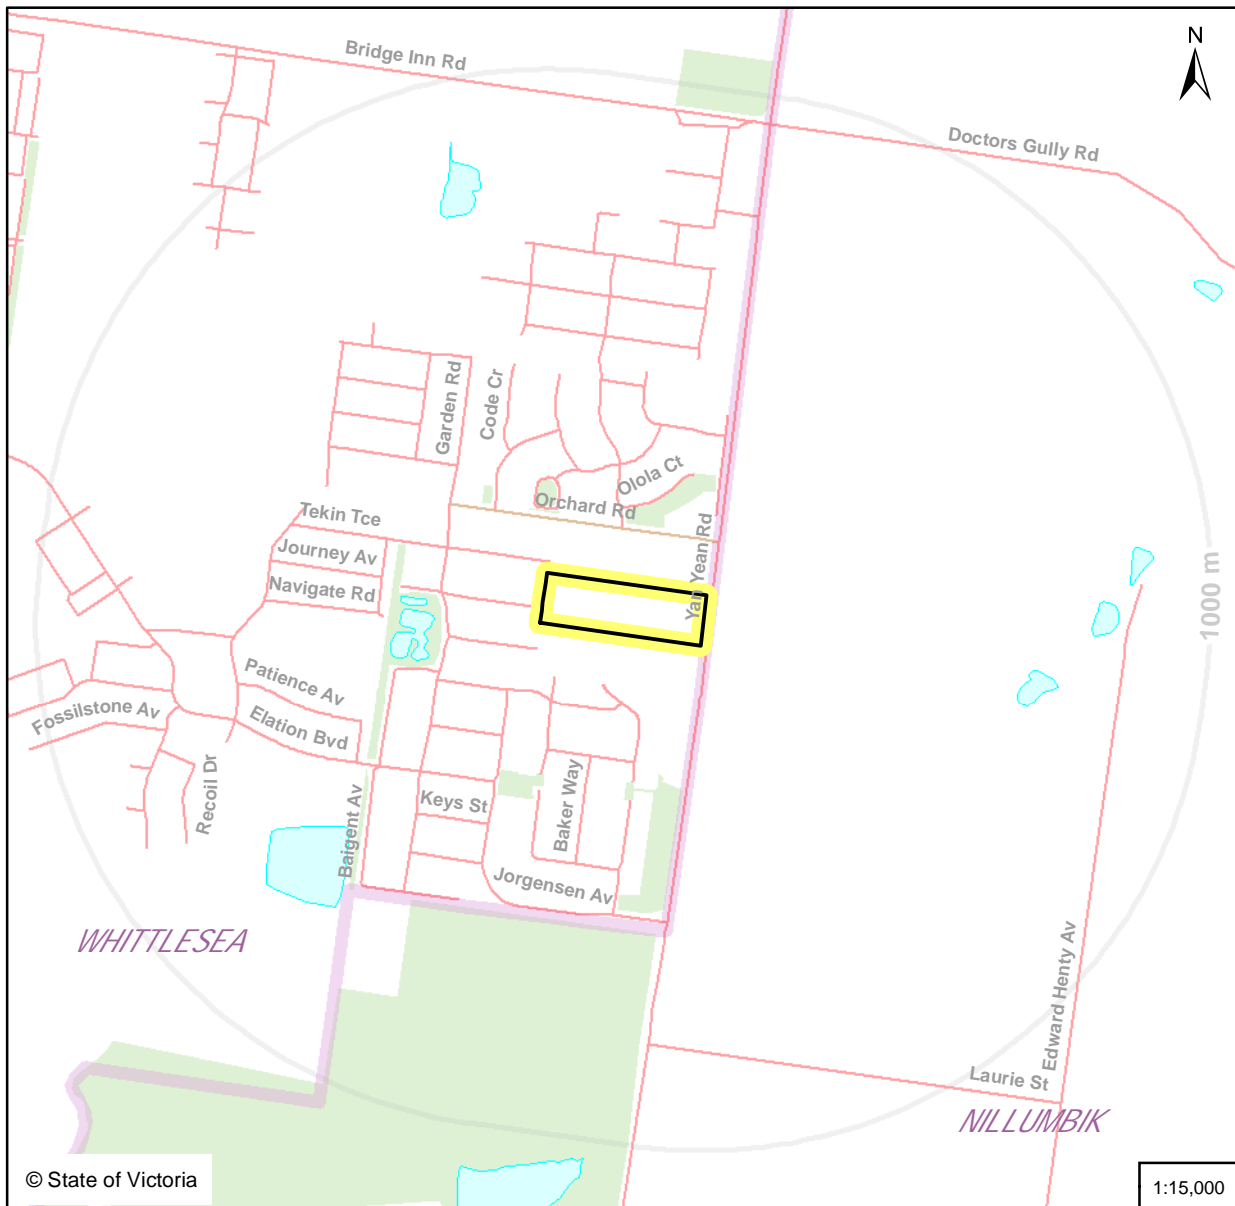 N
Bridge Inn Rd
Doctors Gully Rd
Garden Rd
Code Cr
Olola Ct
Orchard Rd
Tekin Tce
Yan Yean Rd
Journey Av
Navigate Rd
1000 m
Patience Av
Fossilstone Av
Elation Bvd
Recoil Dr
Baker Way
Keys St
Baigent Av
Jorgensen Av
WHITTLESEA
Edward Henty Av
Laurie St
NILLUMBIK
© State of Victoria
1:15,000